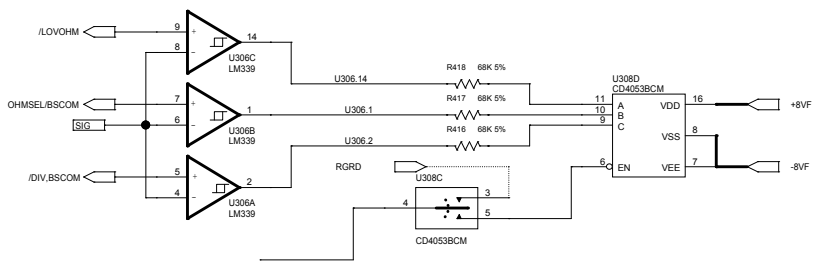 /LOVOHM
9
8
14
U306C
LM339
U306.14
R418 68K 5%
U308D
CD4053BCM
OHMSEL/BSCOM
7
6
1
U306B
LM339
U306.1
R417 68K 5%
SIG
11 A
10 B
9 C
VDD 16
+8VF
VSS 8
/DIV,BSCOM
5
4
2
U306A
LM339
U306.2
R416 68K 5%
6 EN
VEE 7
-8VF
RGRD
U308C
4
3
5
CD4053BCM